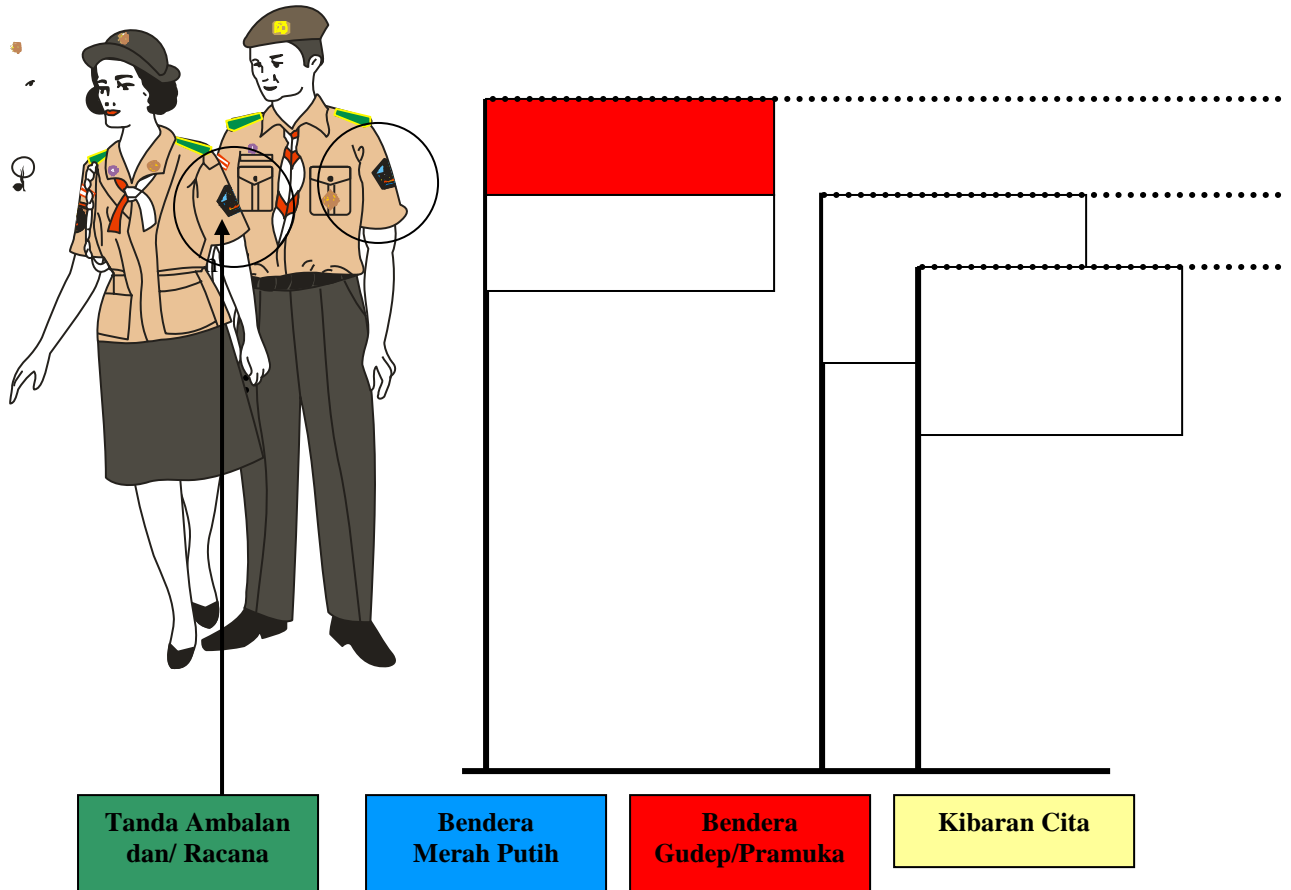 Tanda Ambalan
dan/ Racana
Bendera
Merah Putih
Bendera
Gudep/Pramuka
Kibaran Cita